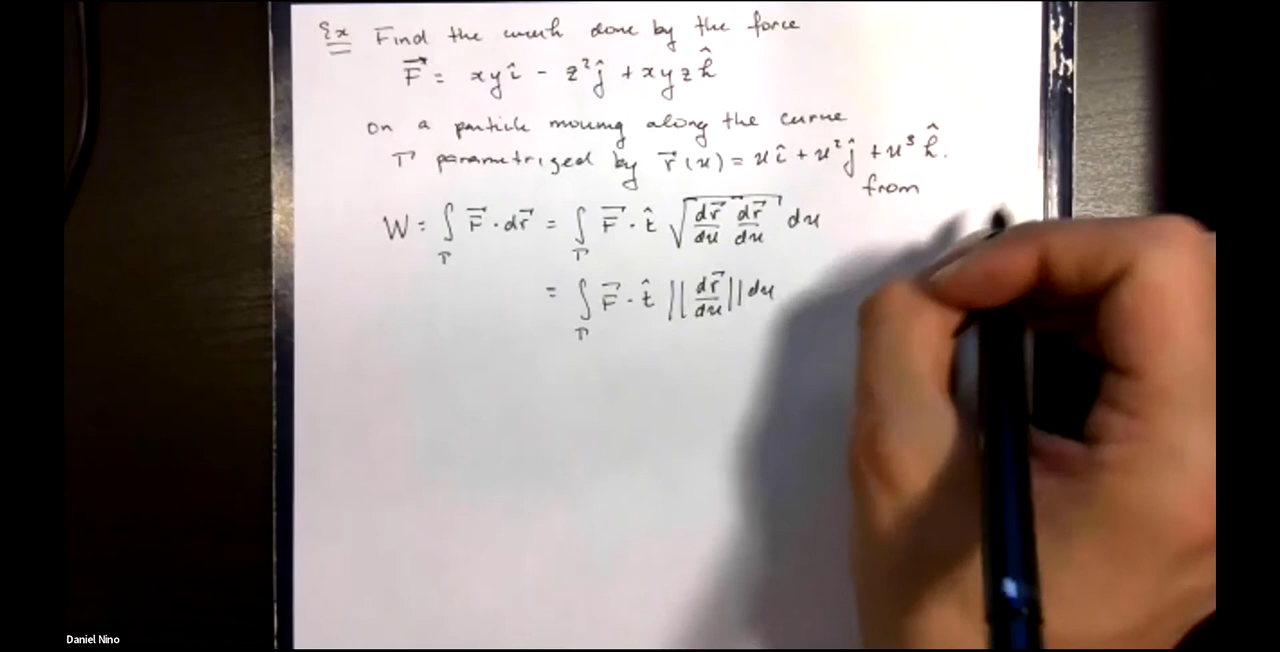 Ex Find the work done by the force
F⃗ = xy î - z² ĵ + xyz k̂
on a particle moving along the curve
Γ parametrized by r⃗(u) = u î + u² ĵ + u³ k̂.
from
W = ∫_Γ F⃗ · dr⃗ = ∫_Γ F⃗ · t̂ √(dr⃗/du dr⃗/du) du
= ∫_Γ F⃗ · t̂ ||dr⃗/du|| du
Daniel Nino